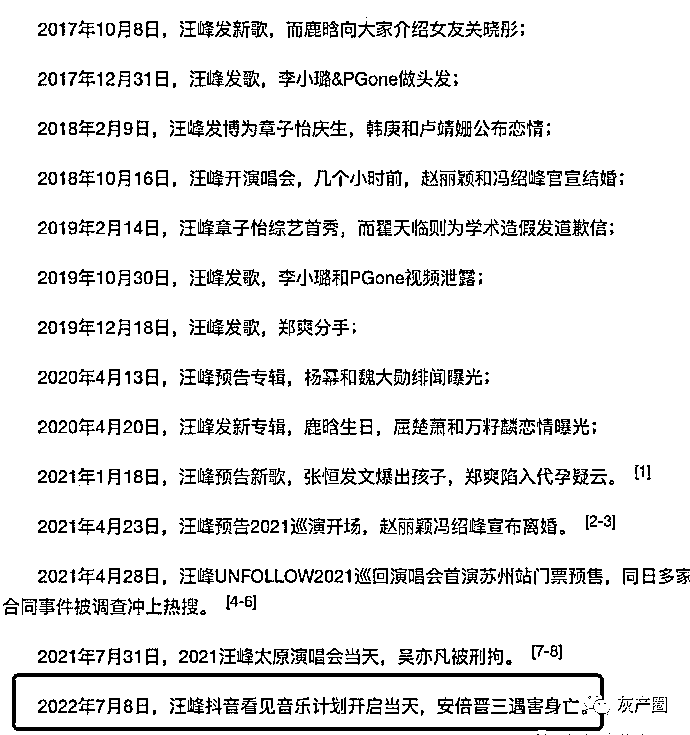 2017年10月8日，汪峰发新歌，而鹿晗向大家介绍女友关晓彤；
2017年12月31日，汪峰发歌，李小璐&PGone做头发；
2018年2月9日，汪峰发博为章子怡庆生，韩庚和卢靖姗公布恋情；
2018年10月16日，汪峰开演唱会，几个小时前，赵丽颖和冯绍峰官宣结婚；
2019年2月14日，汪峰章子怡综艺首秀，而翟天临则为学术造假发道歉信；
2019年10月30日，汪峰发歌，李小璐和PGone视频泄露；
2019年12月18日，汪峰发歌，郑爽分手；
2020年4月13日，汪峰预告专辑，杨幂和魏大勋绯闻曝光；
2020年4月20日，汪峰发新专辑，鹿晗生日，屈楚萧和万籽麟恋情曝光；
2021年1月18日，汪峰预告新歌，张恒发文爆出孩子，郑爽陷入代孕疑云。 [1]
2021年4月23日，汪峰预告2021巡演开场，赵丽颖冯绍峰宣布离婚。 [2-3]
2021年4月28日，汪峰UNFOLLOW2021巡回演唱会首演苏州站门票预售，同日多家
合同事件被调查冲上热搜。 [4-6]
2021年7月31日，2021汪峰太原演唱会当天，吴亦凡被刑拘。 [7-8]
2022年7月8日，汪峰抖音看见音乐计划开启当天，安倍晋三遇害身亡。
灰产圈